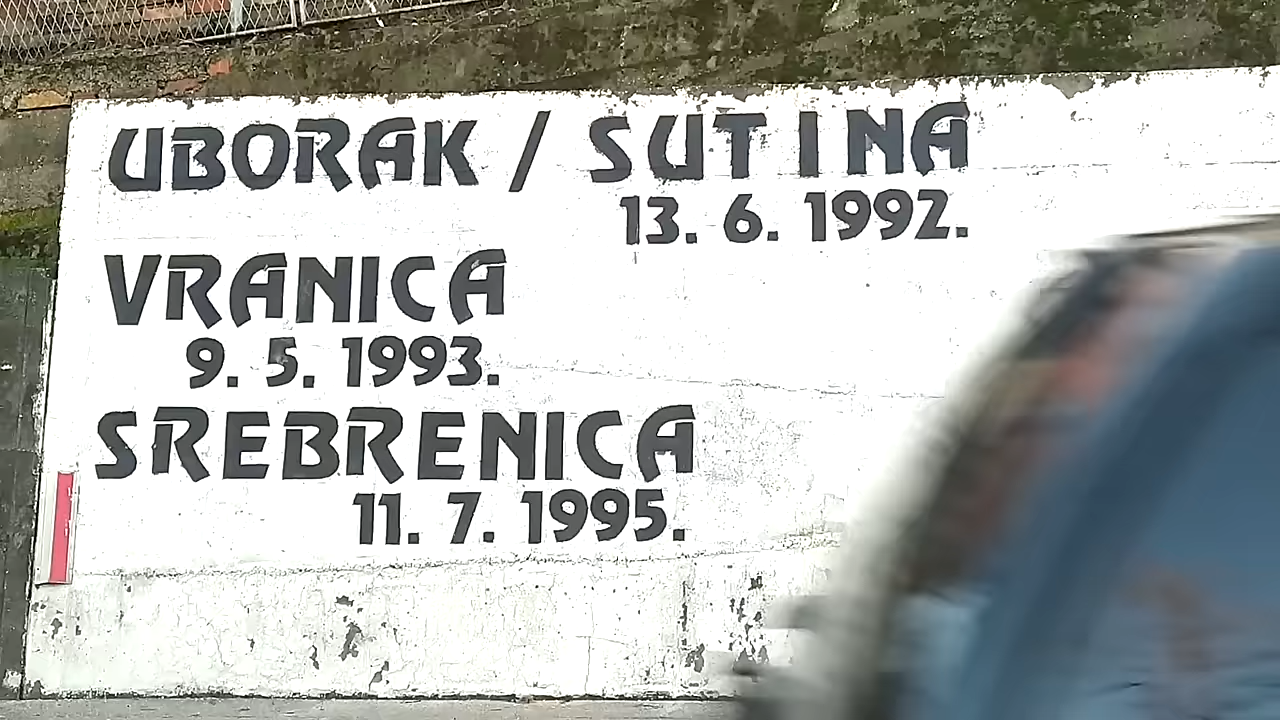 UBORAK / SUTINA
13. 6. 1992.
VRANICA
9. 5. 1993.
SREBRENICA
11. 7. 1995.